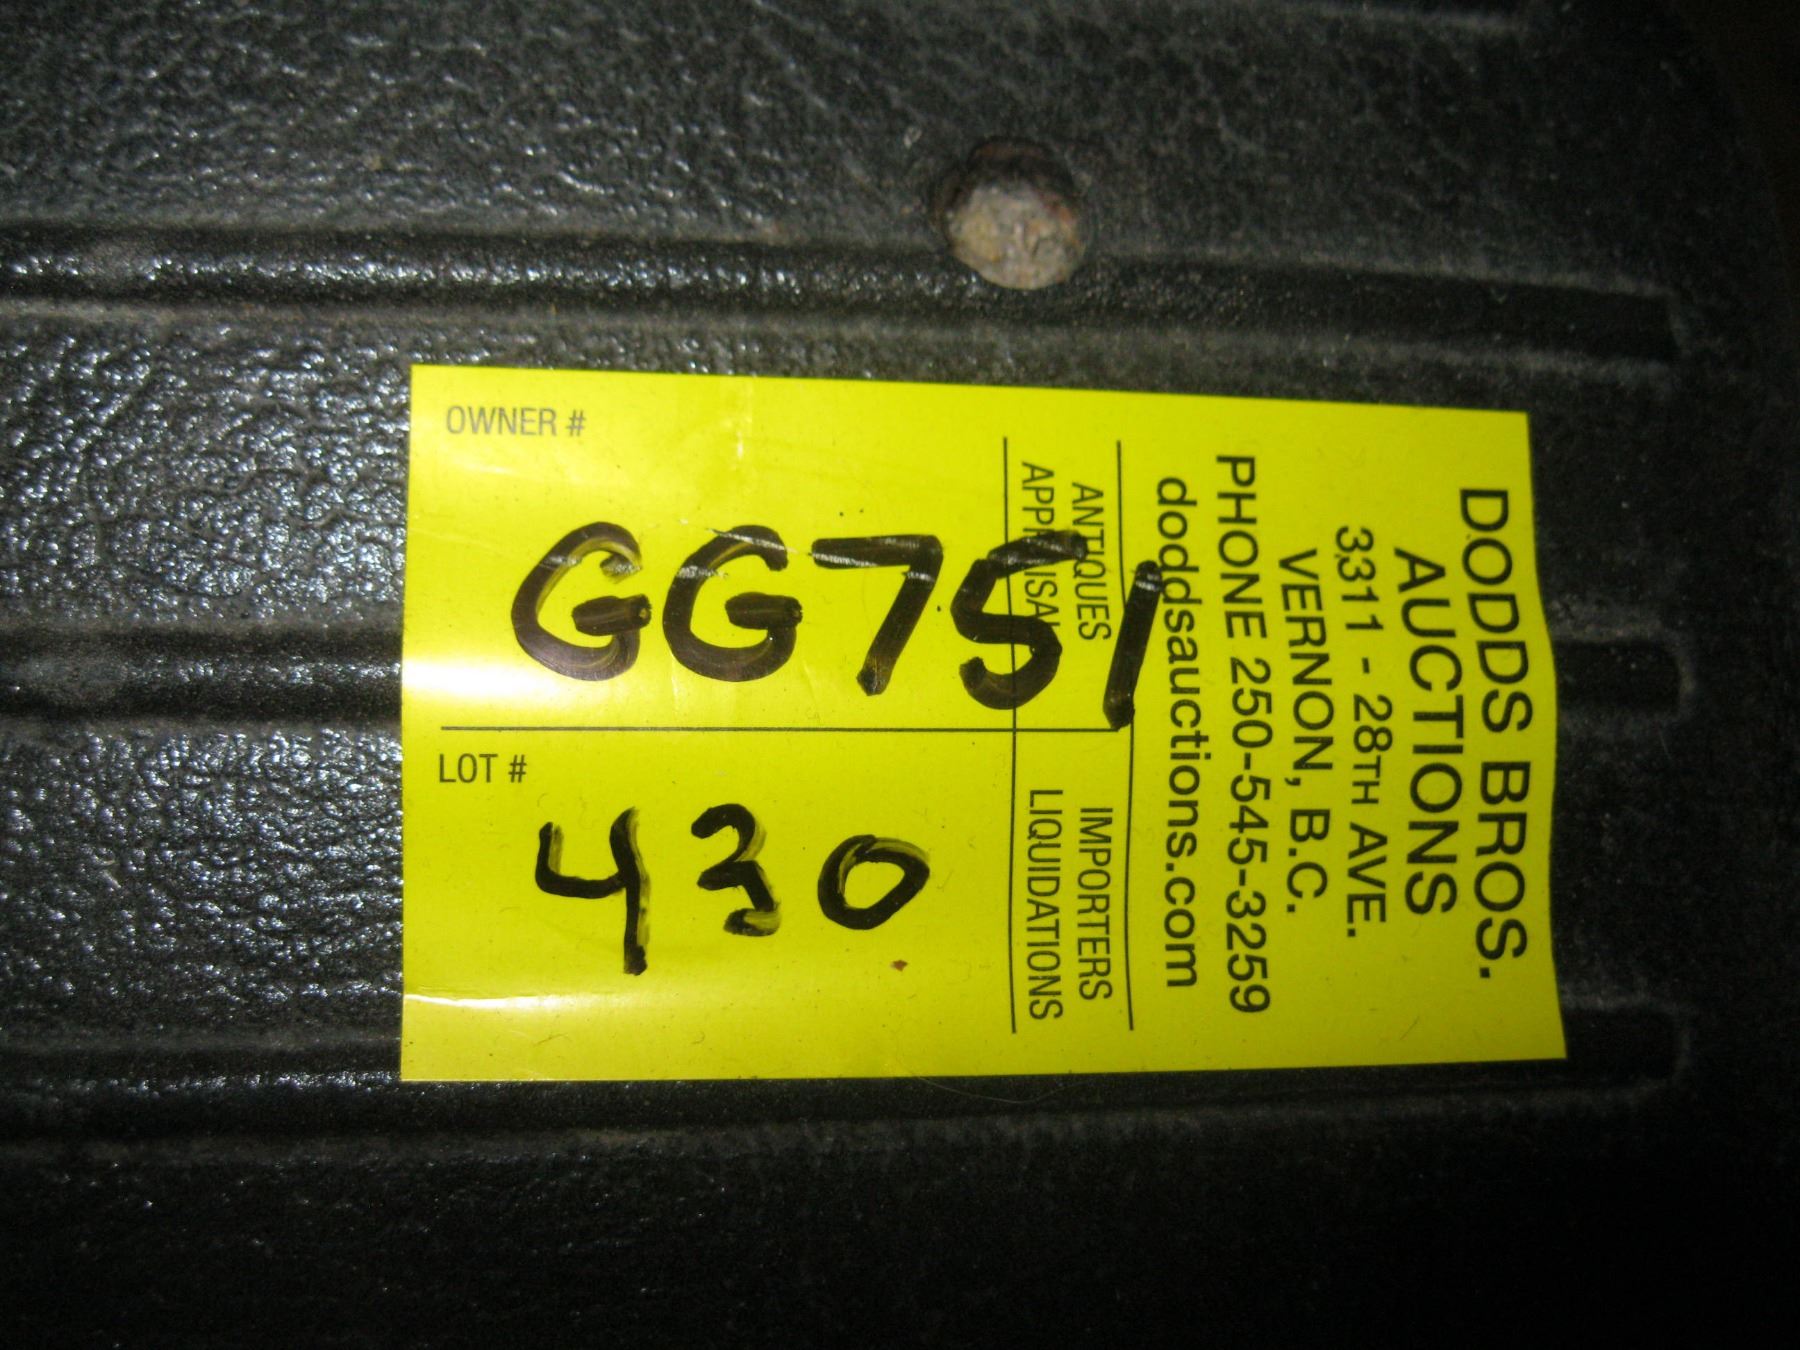 DODDS BROS.
AUCTIONS
3311 - 28TH AVE.
VERNON, B.C.
PHONE 250-545-3259
doddsauctions.com
ANTIQUES IMPORTERS
APPRAISAL LIQUIDATIONS
OWNER #
GG751
LOT #
430